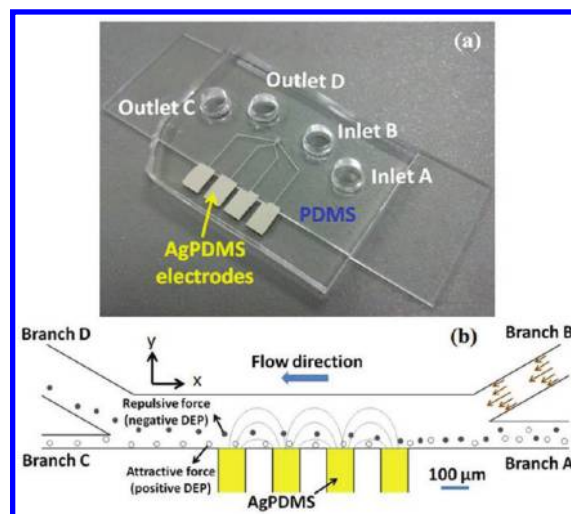 (a)
Outlet D
Outlet C
Inlet B
Inlet A
PDMS
AgPDMS
electrodes
(b)
Branch D
Branch B
y
x
Flow direction
Repulsive force
(negative DEP)
Branch C
Attractive force
(positive DEP)
Branch A
100 μm
AgPDMS